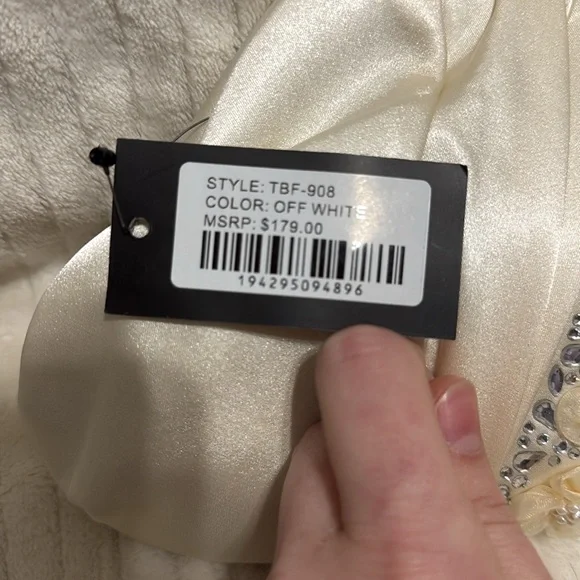 STYLE: TBF-908
COLOR: OFF WHITE
MSRP: $179.00
194295094896